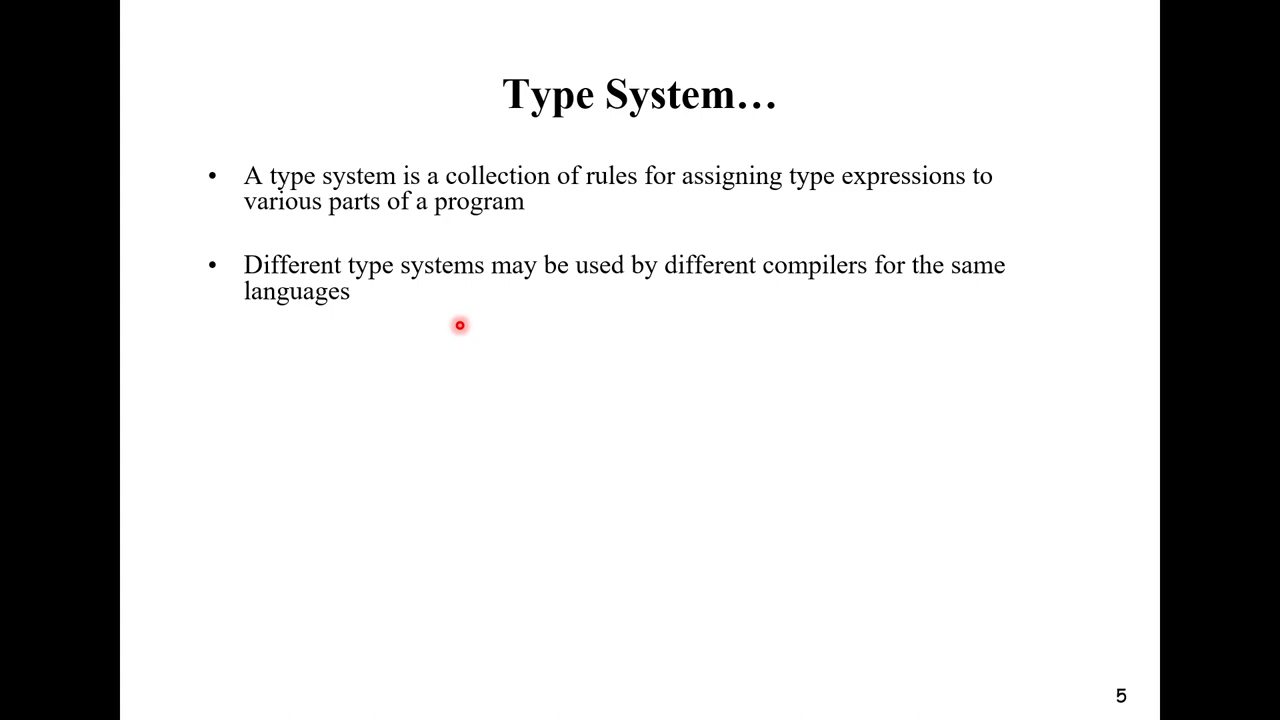 Type System…
• A type system is a collection of rules for assigning type expressions to
various parts of a program
• Different type systems may be used by different compilers for the same
languages
5